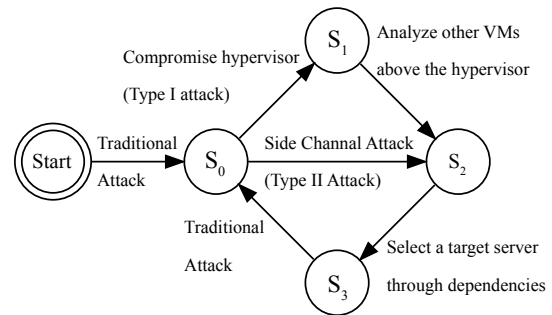 S1
Analyze other VMs
above the hypervisor
Compromise hypervisor
(Type I attack)
Start
Traditional
Attack
S0
Side Channal Attack
(Type II Attack)
S2
Traditional
Attack
S3
Select a target server
through dependencies